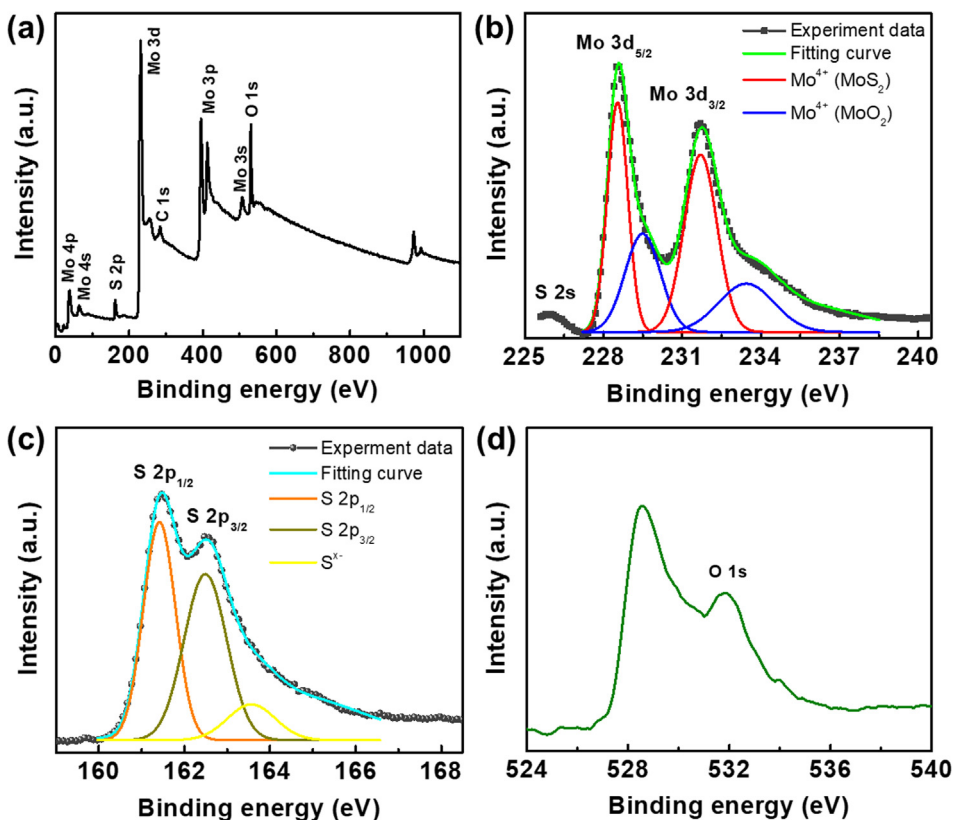 (a)
Intensity (a.u.)
Mo 4p
Mo 4s
S 2p
Mo 3d
C 1s
Mo 3p
Mo 3s
O 1s
0 200 400 600 800 1000
Binding energy (eV)
(b)
Intensity (a.u.)
Experiment data
Fitting curve
Mo⁴⁺ (MoS₂)
Mo⁴⁺ (MoO₂)
Mo 3d₅/₂
Mo 3d₃/₂
S 2s
225 228 231 234 237 240
Binding energy (eV)
(c)
Intensity (a.u.)
Experment data
Fitting curve
S 2p₁/₂
S 2p₃/₂
Sˣ⁻
S 2p₁/₂
S 2p₃/₂
160 162 164 166 168
Binding energy (eV)
(d)
Intensity (a.u.)
O 1s
524 528 532 536 540
Binding energy (eV)